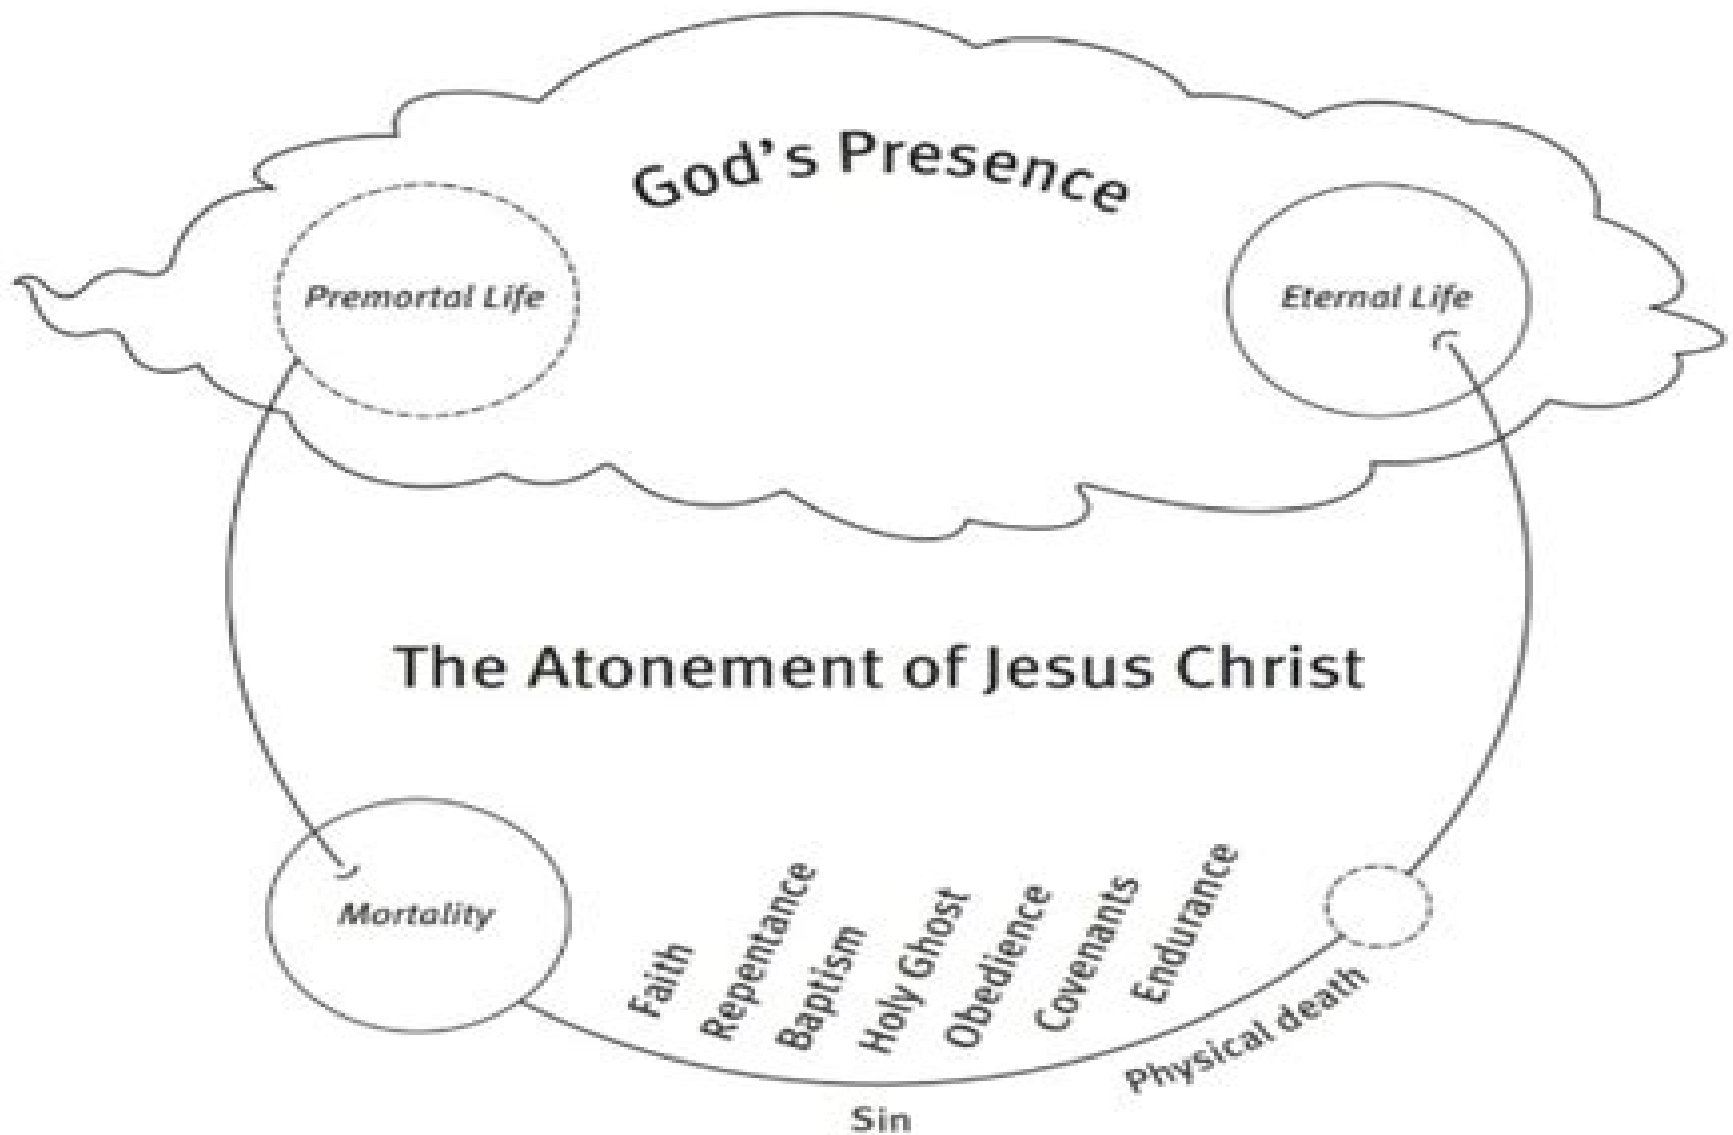 God's Presence
Premortal Life
Eternal Life
The Atonement of Jesus Christ
Mortality
Faith
Repentance
Baptism
Holy Ghost
Obedience
Covenants
Endurance
Physical death
Sin